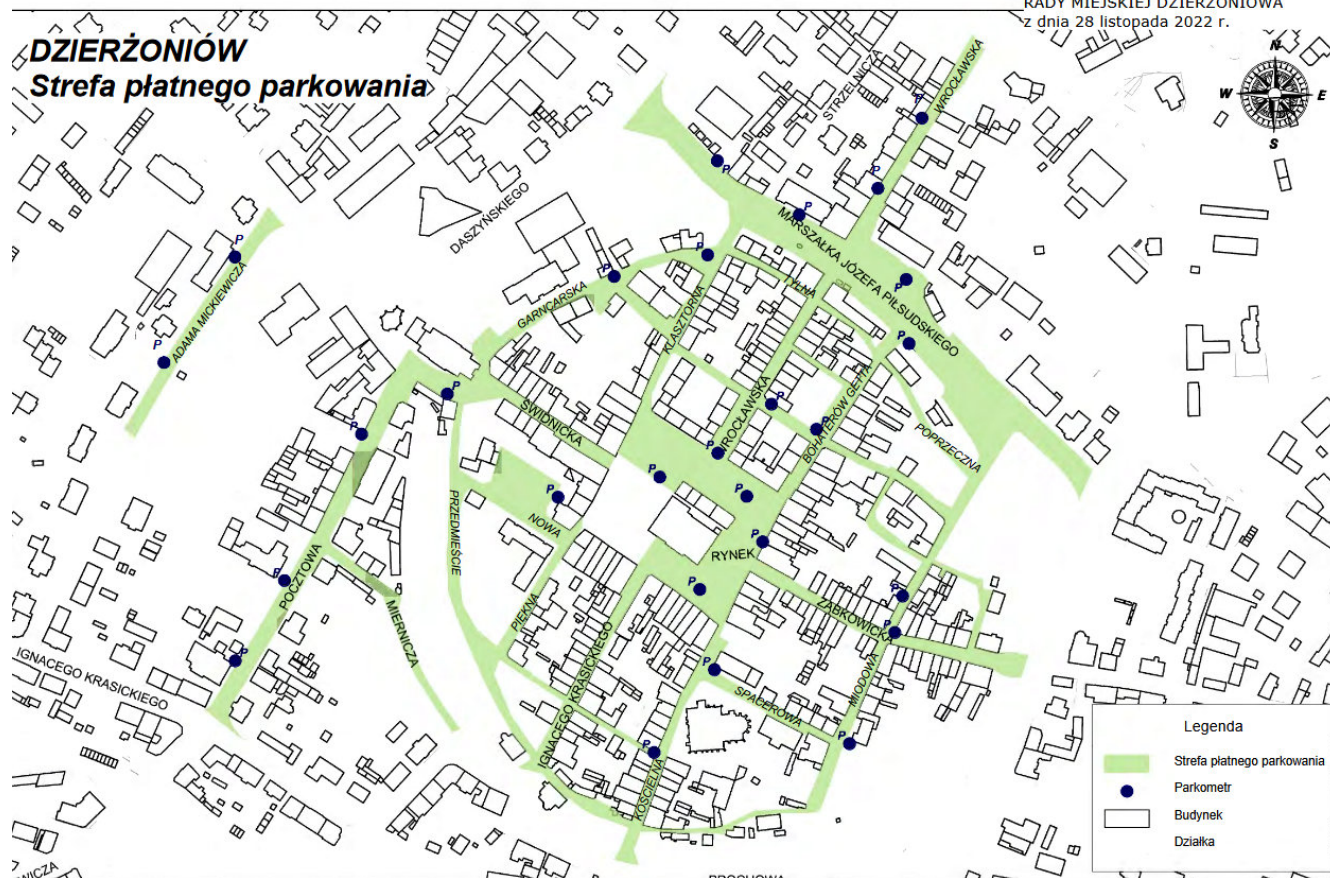 RADY MIEJSKIEJ DZIERŻONIOWA
z dnia 28 listopada 2022 r.
DZIERŻONIÓW
Strefa płatnego parkowania
N
W
E
S
STRZELNICZA
WROCŁAWSKA
P
P
P
P
DASZYŃSKIEGO
MARSZAŁKA JÓZEFA PIŁSUDSKIEGO
P
P
P
P
ADAMA MICKIEWICZA
P
GARNCARSKA
KLASZTORNA
TYLNA
P
P
P
ŚWIDNICKA
WROCŁAWSKA
P
P
BOHATERÓW GETTA
POPRZECZNA
P
P
P
P
PRZEDMIEŚCIE
NOWA
P
RYNEK
P
POCZTOWA
P
MIERNICZA
PIĘKNA
P
ZĄBKOWICKA
P
P
IGNACEGO KRASICKIEGO
IGNACEGO KRASICKIEGO
P
SPACEROWA
MIODOWA
P
P
KOŚCIELNA
Legenda
Strefa płatnego parkowania
Parkometr
Budynek
Działka